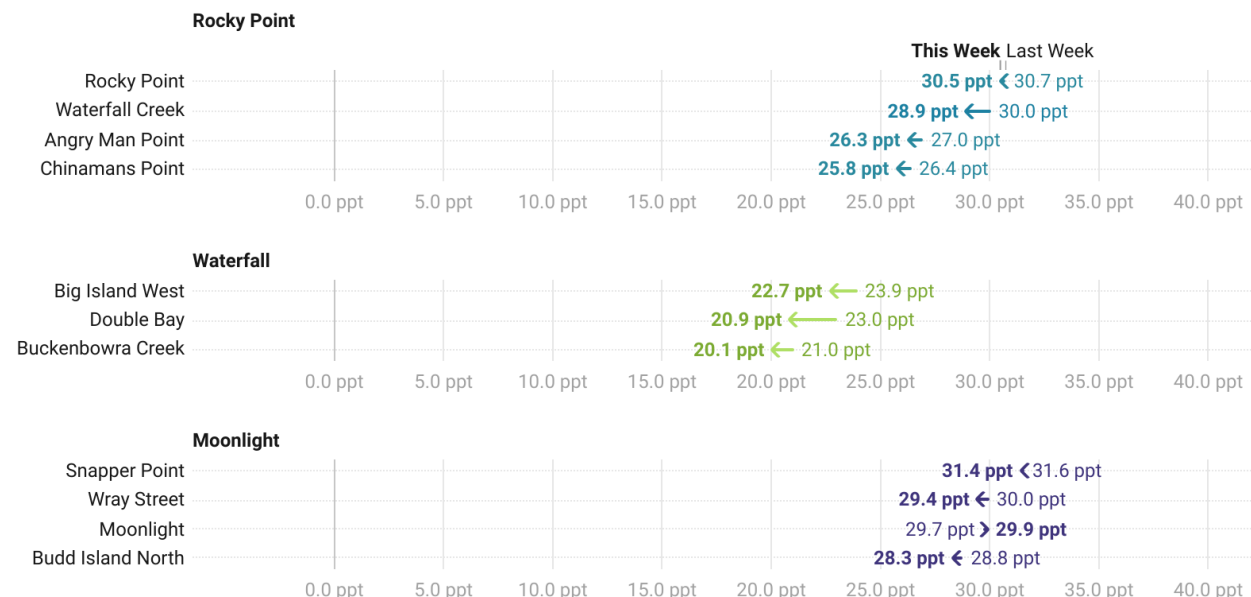 Rocky Point
This Week Last Week
Rocky Point 30.5 ppt 30.7 ppt
Waterfall Creek 28.9 ppt 30.0 ppt
Angry Man Point 26.3 ppt 27.0 ppt
Chinamans Point 25.8 ppt 26.4 ppt
0.0 ppt 5.0 ppt 10.0 ppt 15.0 ppt 20.0 ppt 25.0 ppt 30.0 ppt 35.0 ppt 40.0 ppt
Waterfall
Big Island West 22.7 ppt 23.9 ppt
Double Bay 20.9 ppt 23.0 ppt
Buckenbowra Creek 20.1 ppt 21.0 ppt
0.0 ppt 5.0 ppt 10.0 ppt 15.0 ppt 20.0 ppt 25.0 ppt 30.0 ppt 35.0 ppt 40.0 ppt
Moonlight
Snapper Point 31.4 ppt 31.6 ppt
Wray Street 29.4 ppt 30.0 ppt
Moonlight 29.7 ppt 29.9 ppt
Budd Island North 28.3 ppt 28.8 ppt
0.0 ppt 5.0 ppt 10.0 ppt 15.0 ppt 20.0 ppt 25.0 ppt 30.0 ppt 35.0 ppt 40.0 ppt